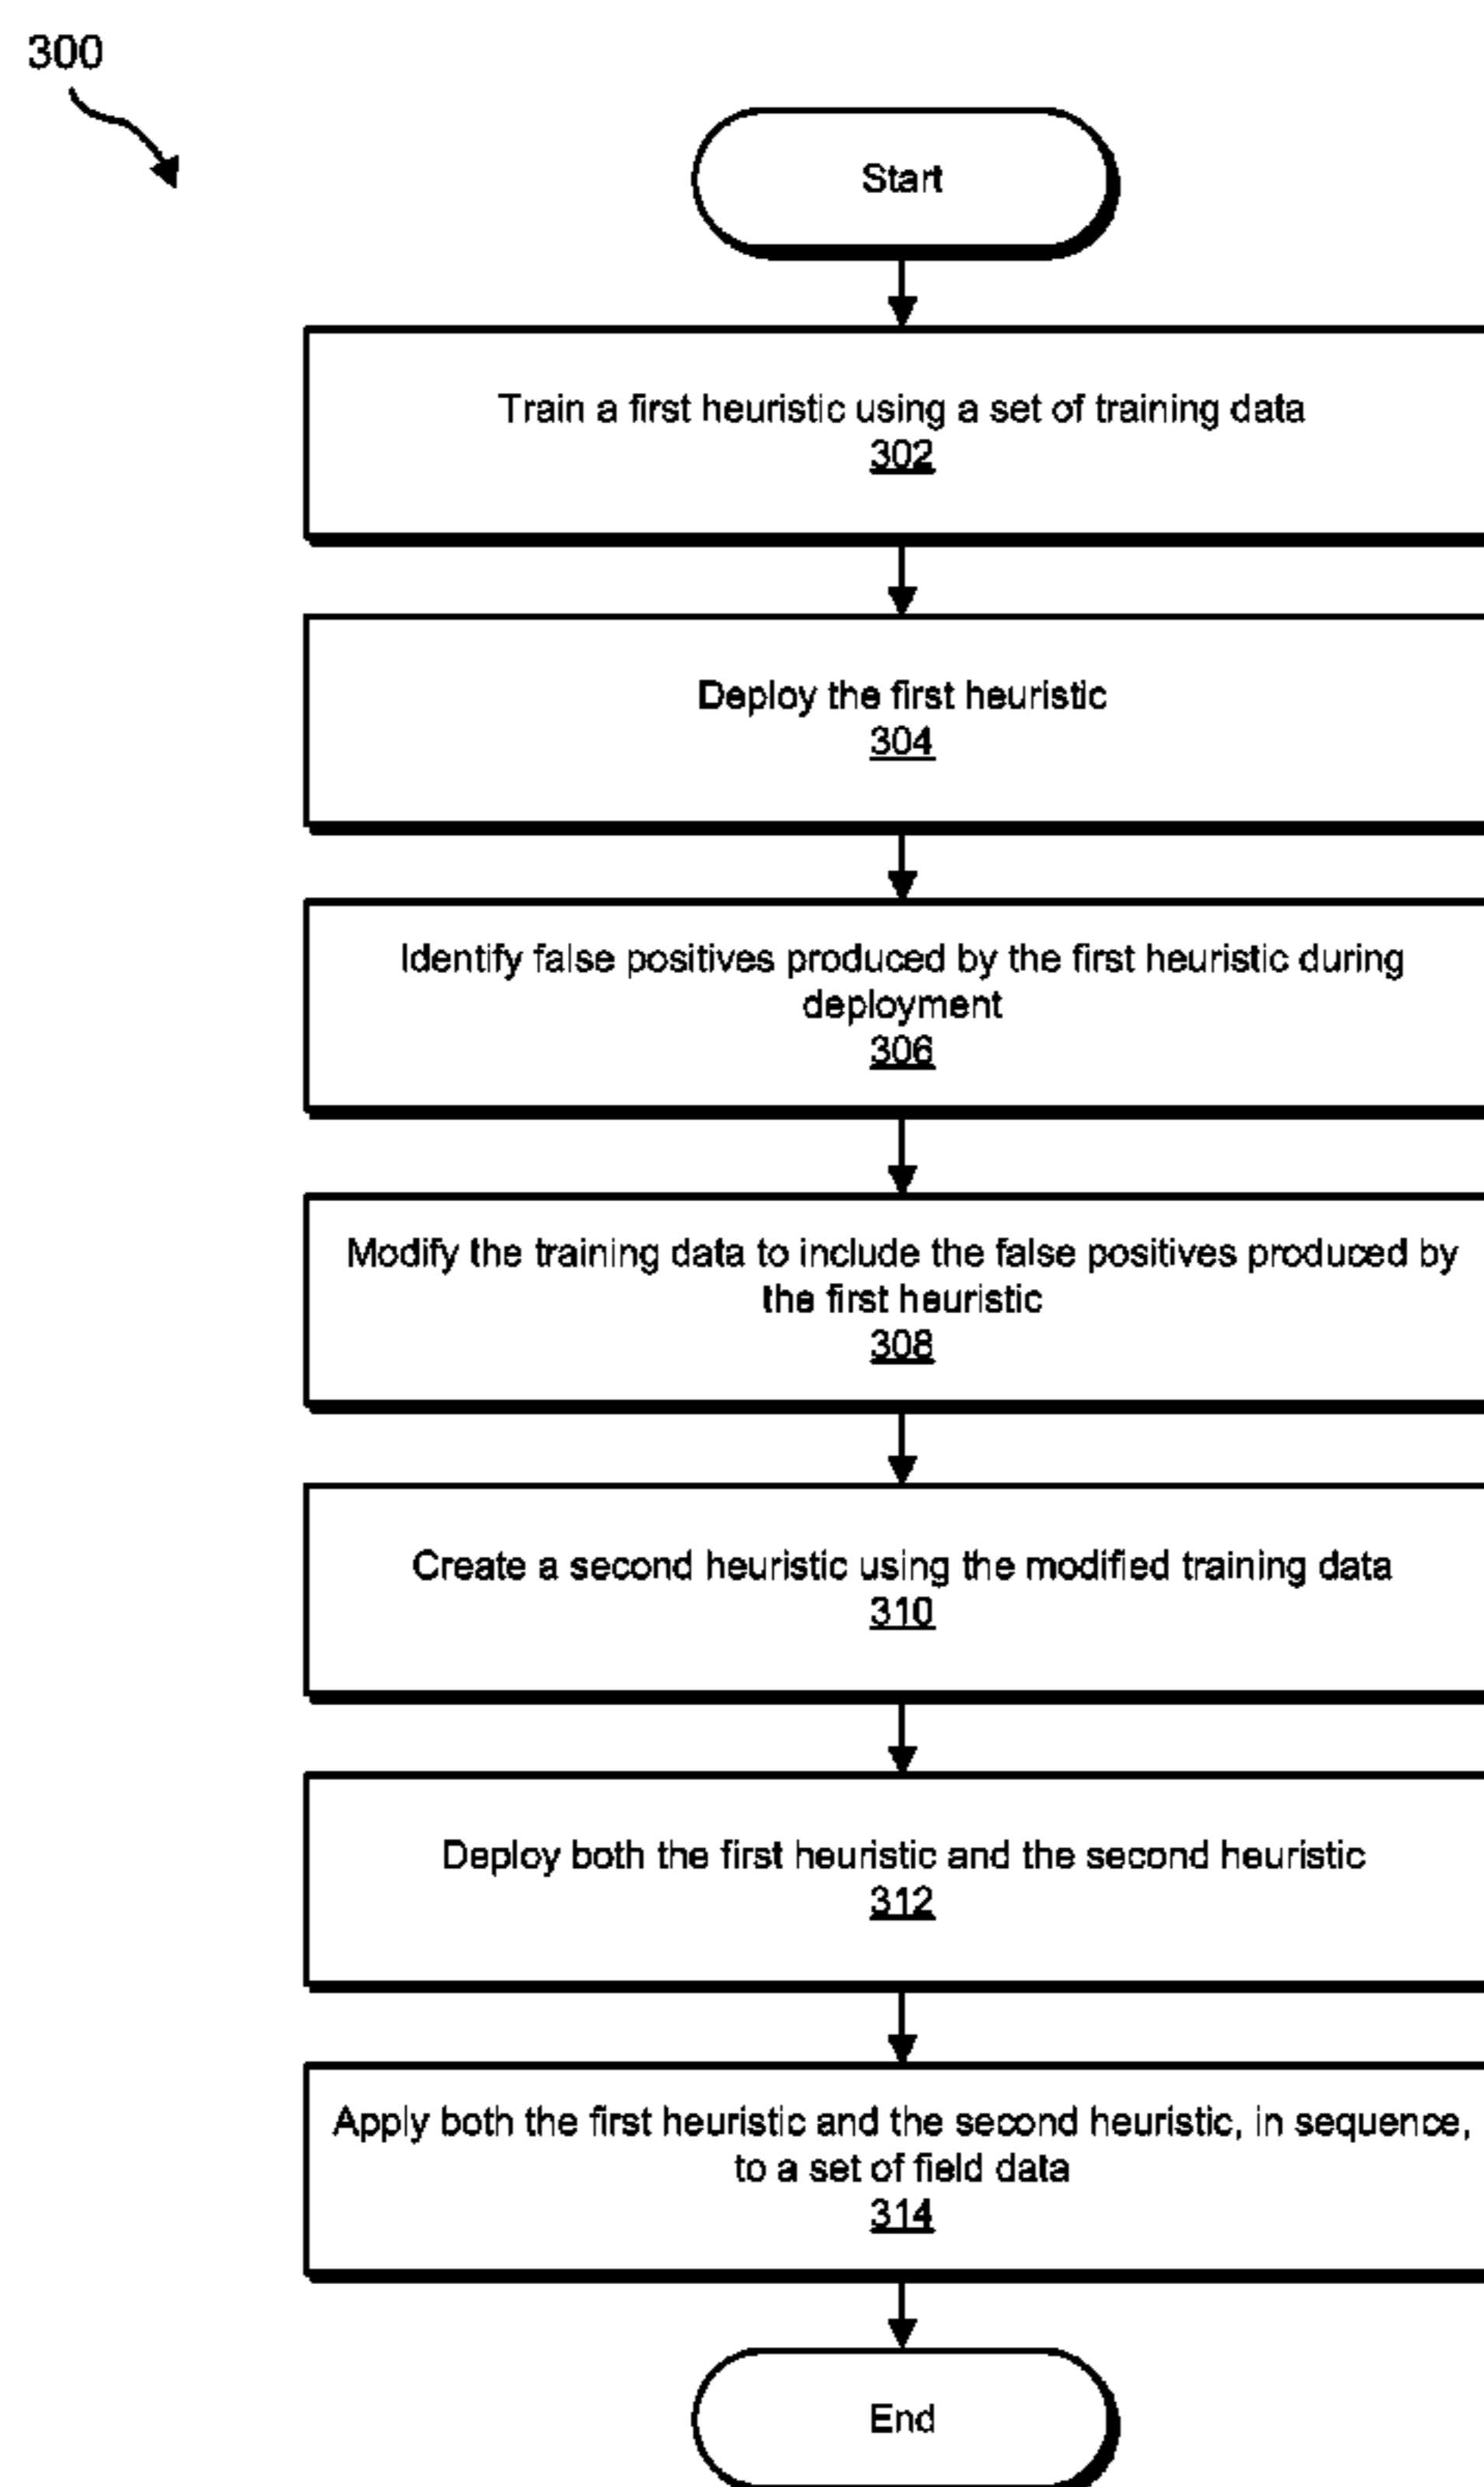 300
Start
Train a first heuristic using a set of training data
302
Deploy the first heuristic
304
Identify false positives produced by the first heuristic during
deployment
306
Modify the training data to include the false positives produced by
the first heuristic
308
Create a second heuristic using the modified training data
310
Deploy both the first heuristic and the second heuristic
312
Apply both the first heuristic and the second heuristic, in sequence,
to a set of field data
314
End